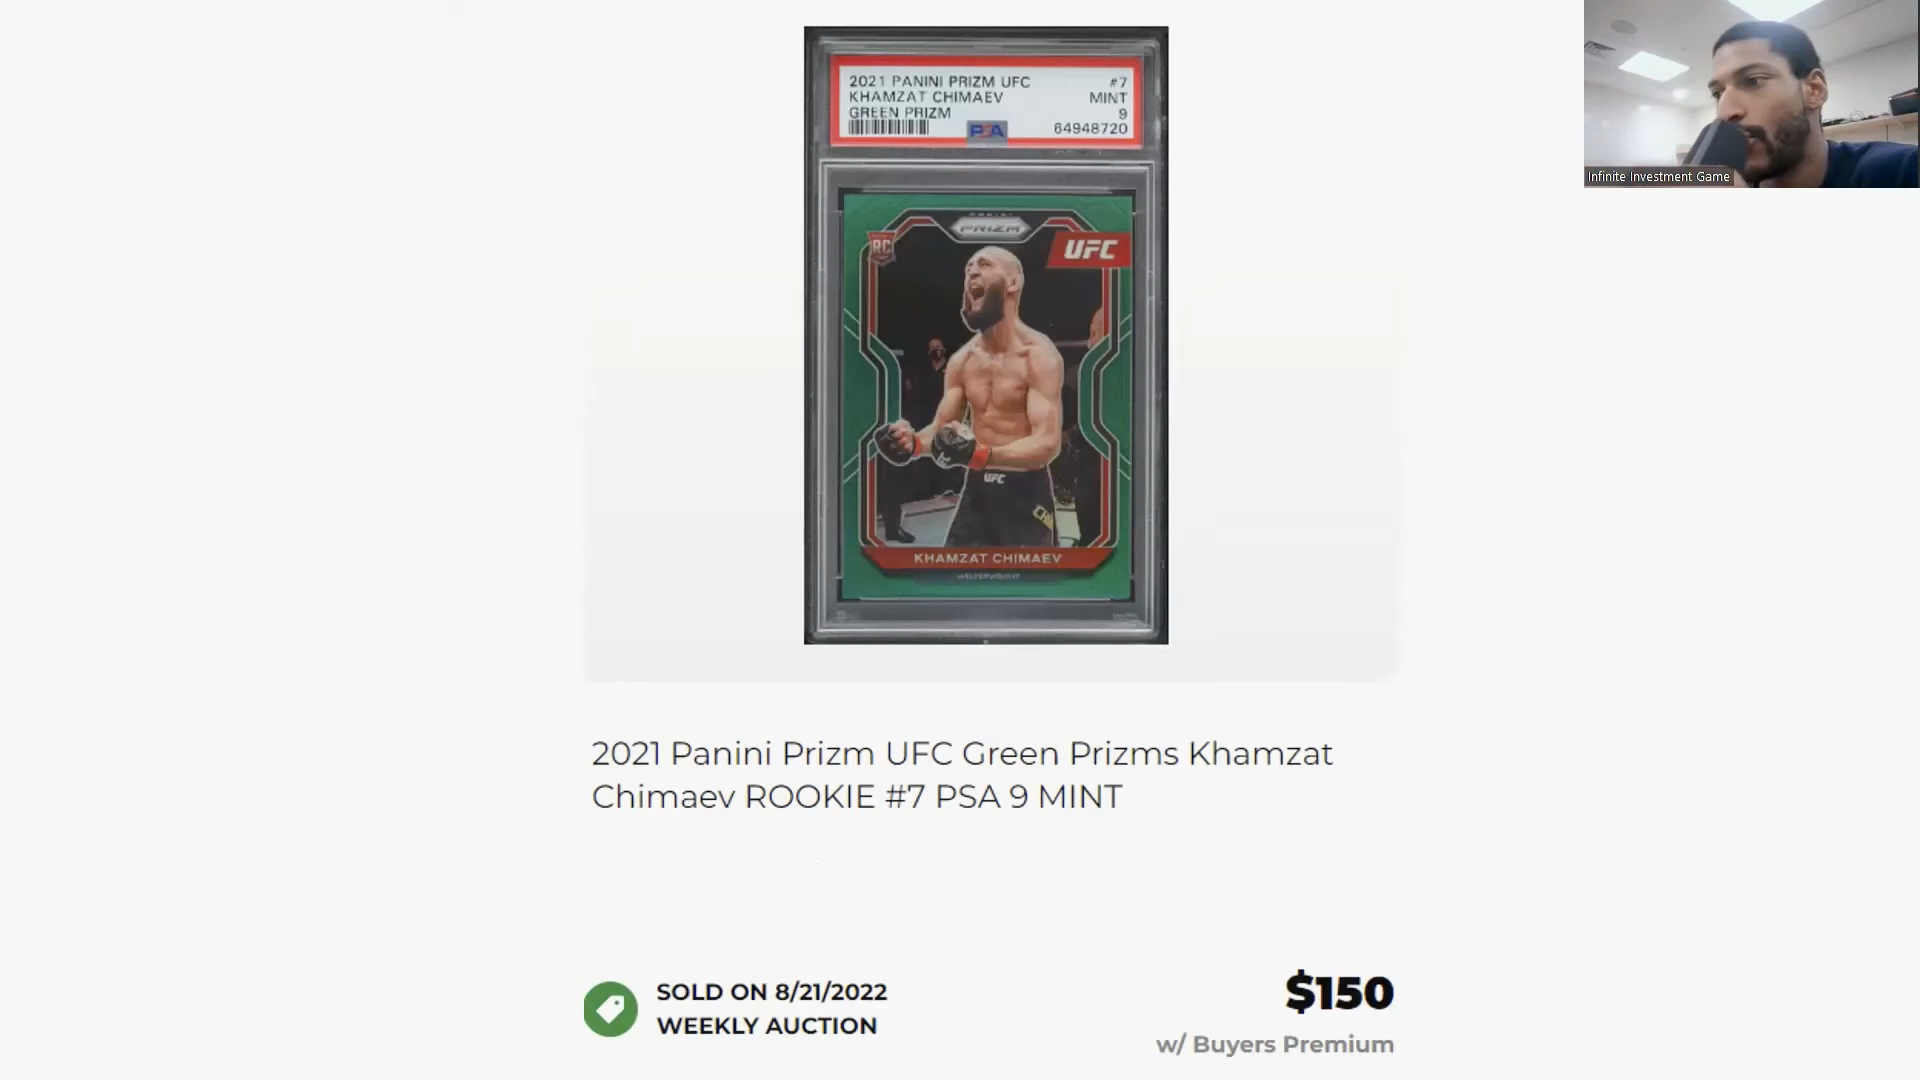 2021 PANINI PRIZM UFC #7
KHAMZAT CHIMAEV MINT
GREEN PRIZM 9
PSA 64948720
PANINI
PRIZM
RC
UFC
UFC
KHAMZAT CHIMAEV
WELTERWEIGHT
Infinite Investment Game
2021 Panini Prizm UFC Green Prizms Khamzat
Chimaev ROOKIE #7 PSA 9 MINT
SOLD ON 8/21/2022
WEEKLY AUCTION
$150
w/ Buyers Premium